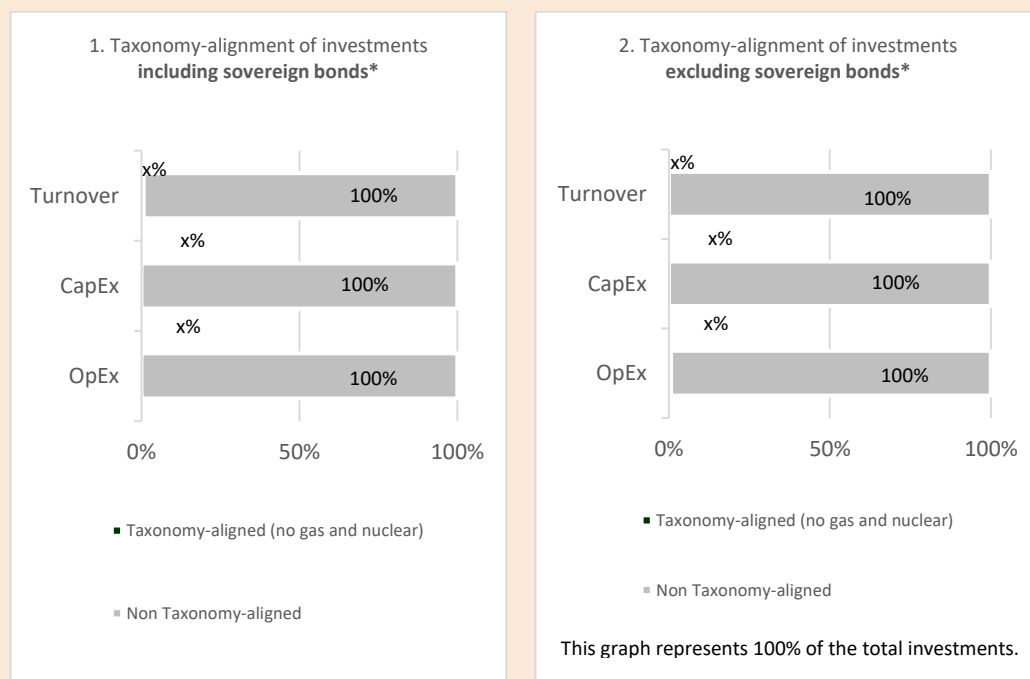 1. Taxonomy-alignment of investments
including sovereign bonds*
x%
Turnover
100%
x%
CapEx
100%
x%
OpEx
100%
0%
50%
100%
Taxonomy-aligned (no gas and nuclear)
Non Taxonomy-aligned
2. Taxonomy-alignment of investments
excluding sovereign bonds*
x%
Turnover
100%
x%
CapEx
100%
x%
OpEx
100%
0%
50%
100%
Taxonomy-aligned (no gas and nuclear)
Non Taxonomy-aligned
This graph represents 100% of the total investments.